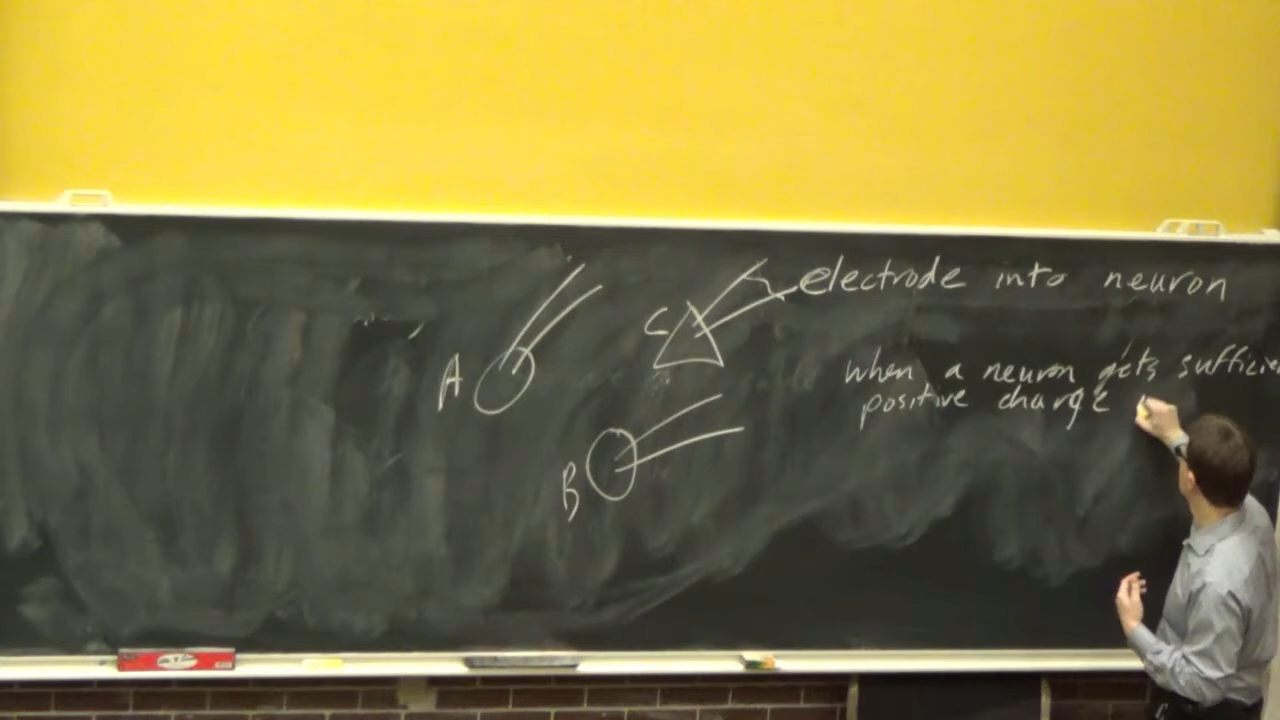 C electrode into neuron
A
when a neuron gets sufficie
positive charge
B